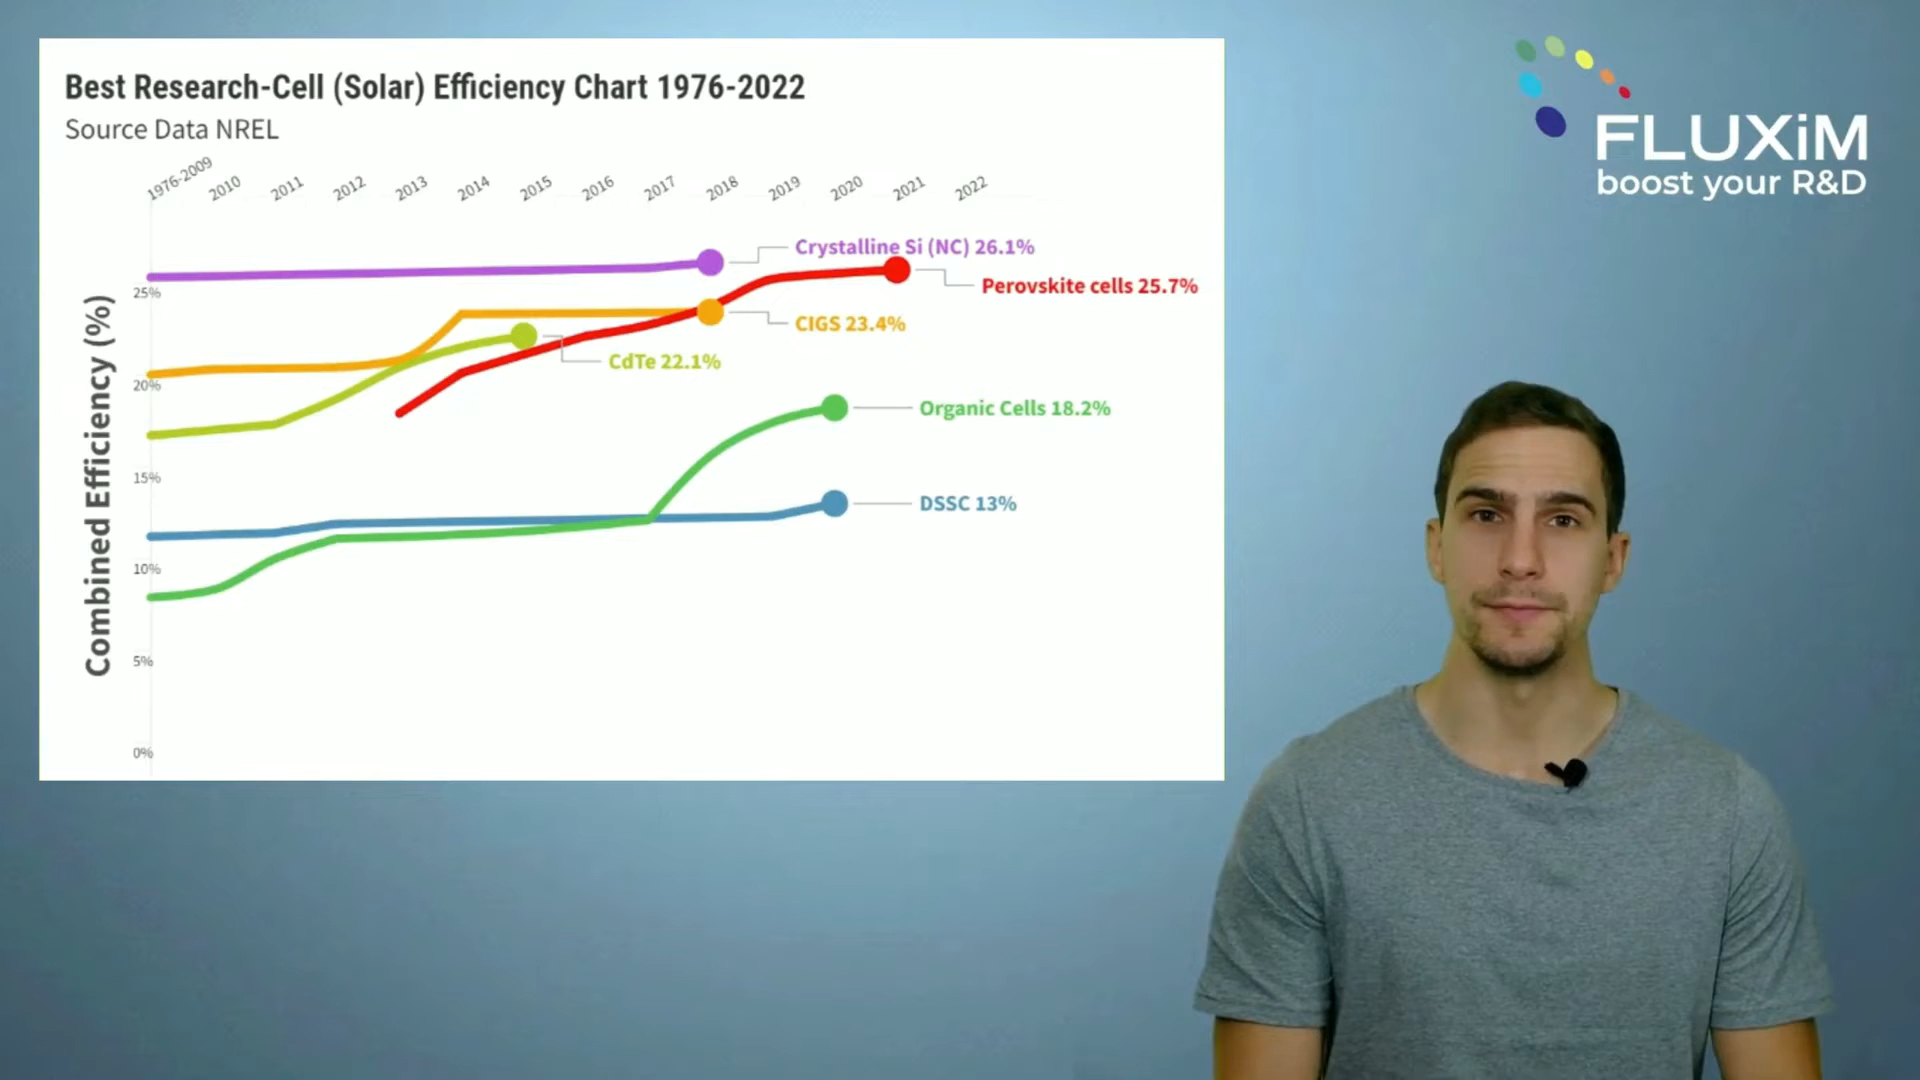 Best Research-Cell (Solar) Efficiency Chart 1976-2022
Source Data NREL
1976-2009 2010 2011 2012 2013 2014 2015 2016 2017 2018 2019 2020 2021 2022
FLUXiM
boost your R&D
Crystalline Si (NC) 26.1%
Perovskite cells 25.7%
CIGS 23.4%
CdTe 22.1%
Organic Cells 18.2%
DSSC 13%
Combined Efficiency (%)
25%
20%
15%
10%
5%
0%